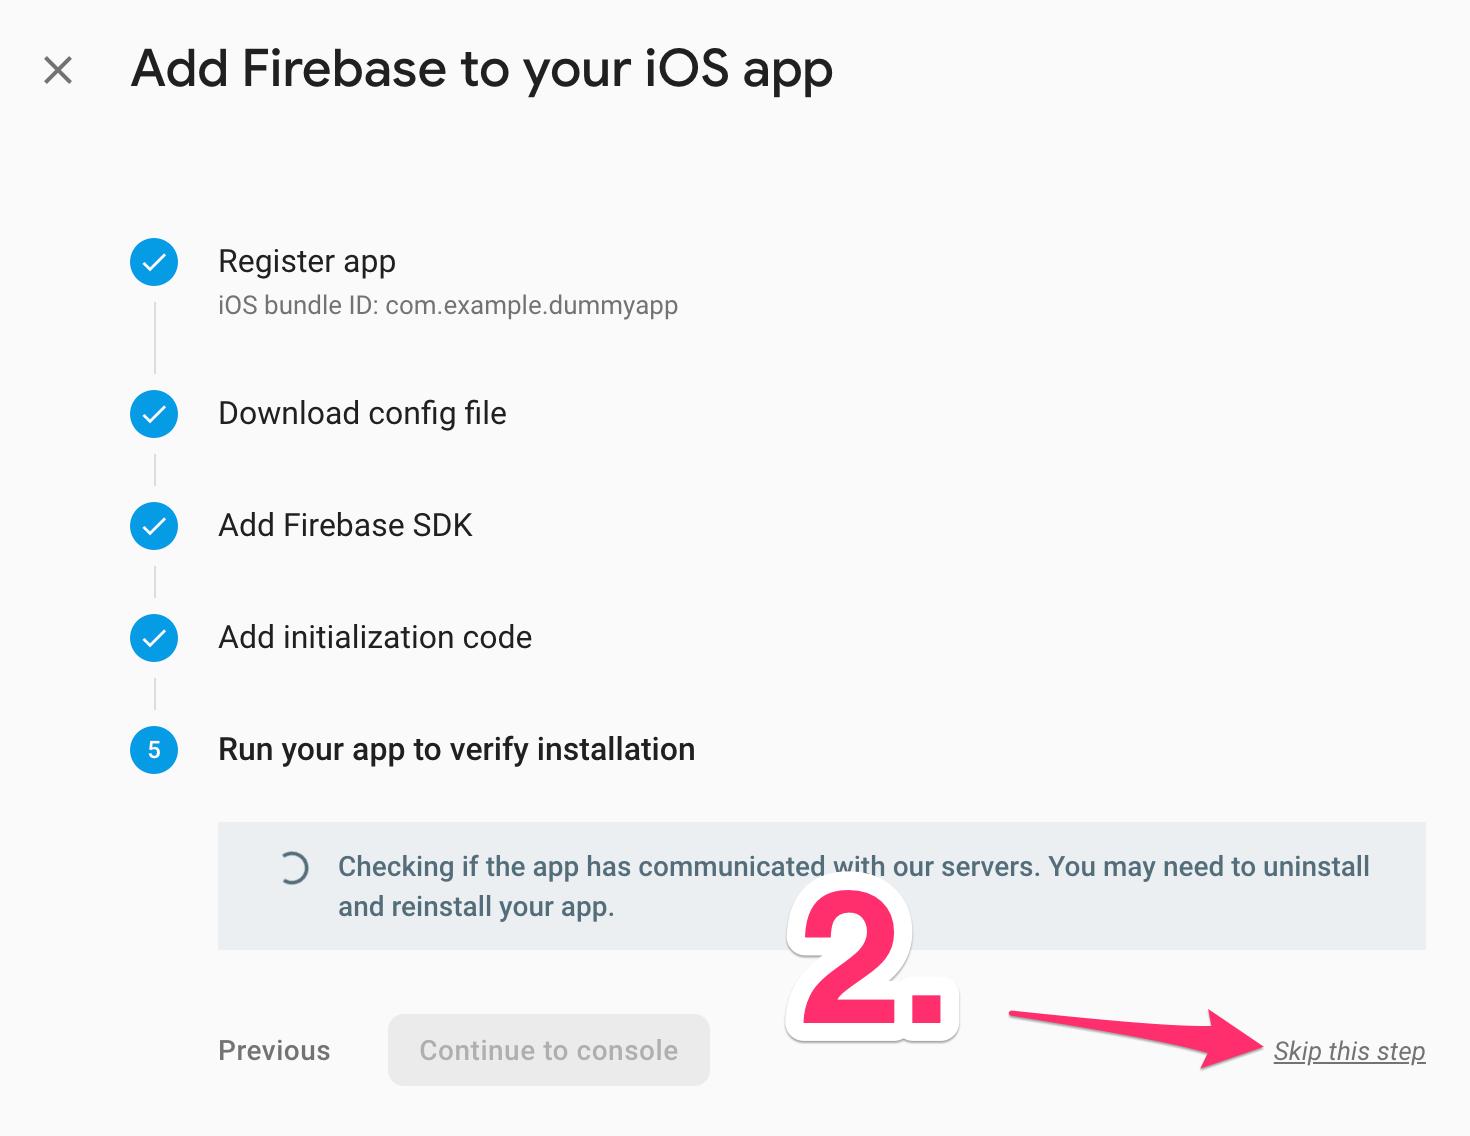 Add Firebase to your iOS app
Register app
iOS bundle ID: com.example.dummyapp
Download config file
Add Firebase SDK
Add initialization code
5 Run your app to verify installation
Checking if the app has communicated with our servers. You may need to uninstall
and reinstall your app.
2.
Previous Continue to console Skip this step